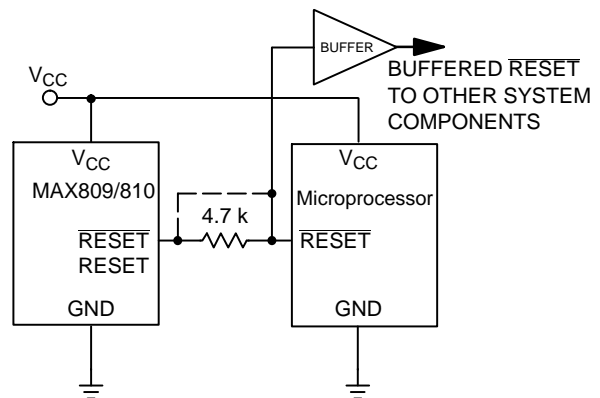 BUFFER
BUFFERED RESET
TO OTHER SYSTEM
COMPONENTS
VCC
VCC
MAX809/810
RESET
RESET
GND
4.7 k
VCC
Microprocessor
RESET
GND